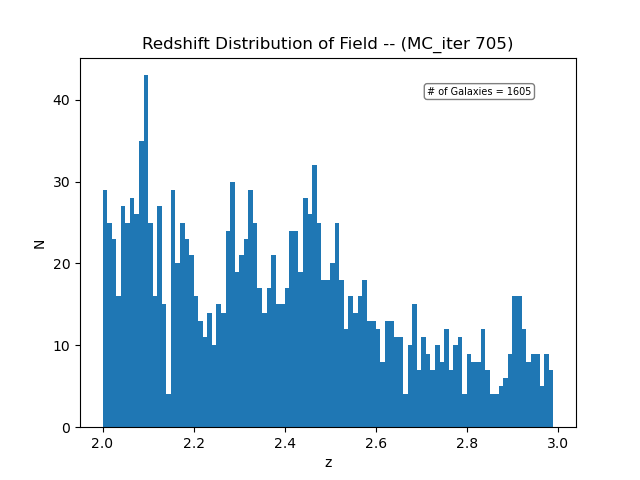 Redshift Distribution of Field -- (MC_iter 705)
# of Galaxies = 1605
40
30
20
10
0
N
2.0 2.2 2.4 2.6 2.8 3.0
z